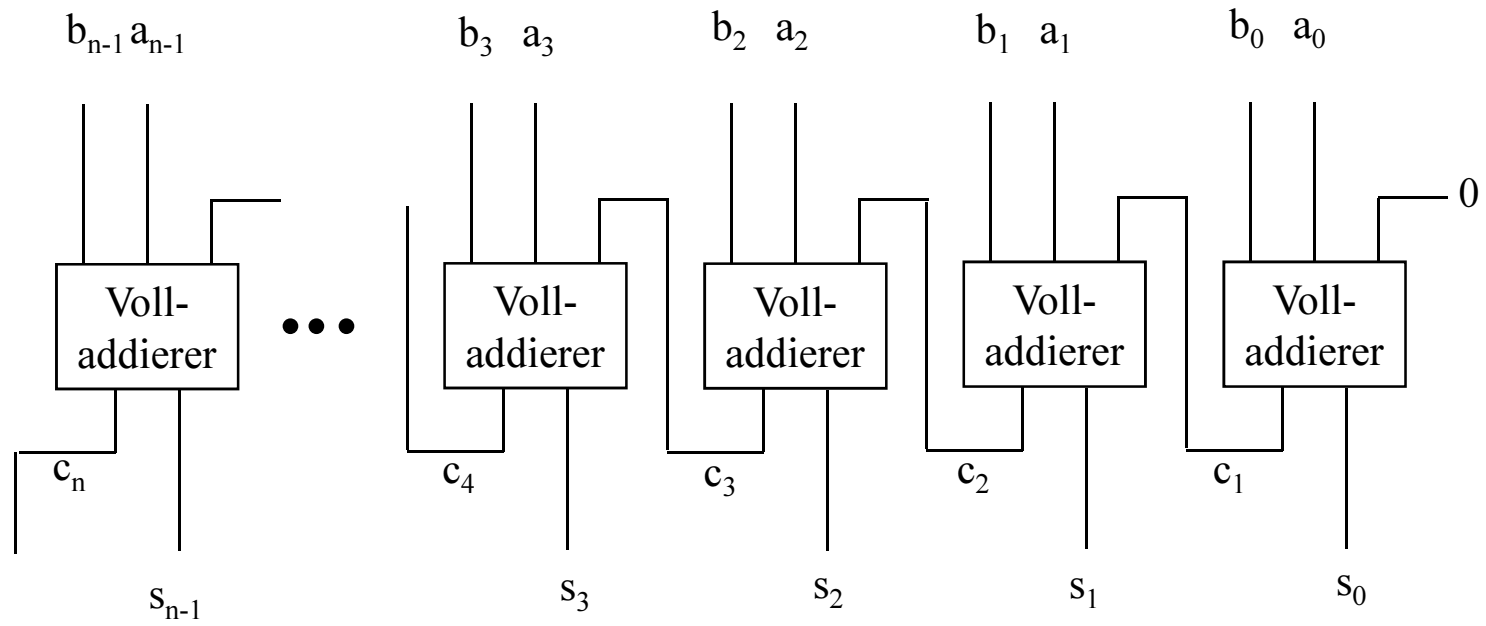 bₙ₋₁ aₙ₋₁ b₃ a₃ b₂ a₂ b₁ a₁ b₀ a₀
0
Voll-addierer ••• Voll-addierer Voll-addierer Voll-addierer Voll-addierer
cₙ c₄ c₃ c₂ c₁
sₙ₋₁ s₃ s₂ s₁ s₀